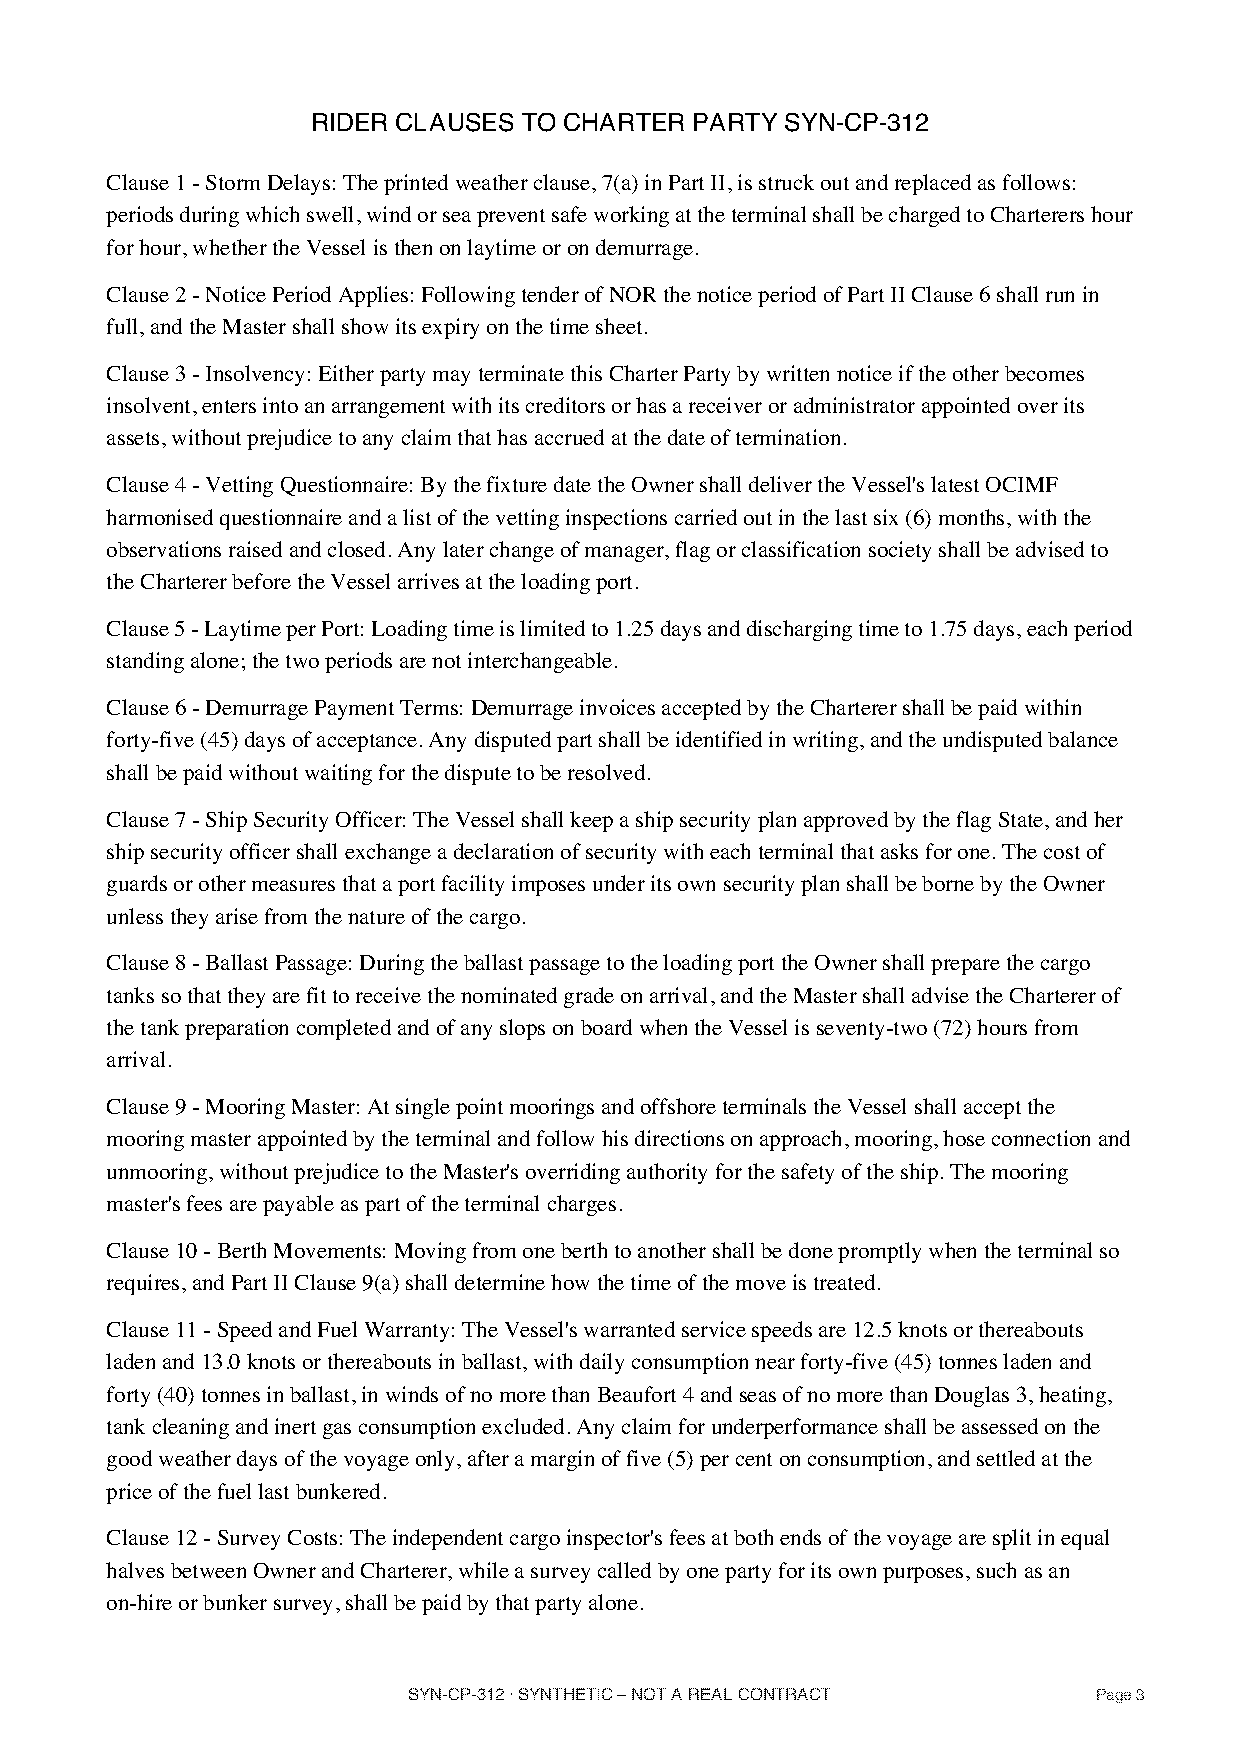 RIDER CLAUSES TO CHARTER PARTY SYN-CP-312
Clause 1 - Storm Delays: The printed weather clause, 7(a) in Part II, is struck out and replaced as follows:
periods during which swell, wind or sea prevent safe working at the terminal shall be charged to Charterers hour
for hour, whether the Vessel is then on laytime or on demurrage.
Clause 2 - Notice Period Applies: Following tender of NOR the notice period of Part II Clause 6 shall run in
full, and the Master shall show its expiry on the time sheet.
Clause 3 - Insolvency: Either party may terminate this Charter Party by written notice if the other becomes
insolvent, enters into an arrangement with its creditors or has a receiver or administrator appointed over its
assets, without prejudice to any claim that has accrued at the date of termination.
Clause 4 - Vetting Questionnaire: By the fixture date the Owner shall deliver the Vessel's latest OCIMF
harmonised questionnaire and a list of the vetting inspections carried out in the last six (6) months, with the
observations raised and closed. Any later change of manager, flag or classification society shall be advised to
the Charterer before the Vessel arrives at the loading port.
Clause 5 - Laytime per Port: Loading time is limited to 1.25 days and discharging time to 1.75 days, each period
standing alone; the two periods are not interchangeable.
Clause 6 - Demurrage Payment Terms: Demurrage invoices accepted by the Charterer shall be paid within
forty-five (45) days of acceptance. Any disputed part shall be identified in writing, and the undisputed balance
shall be paid without waiting for the dispute to be resolved.
Clause 7 - Ship Security Officer: The Vessel shall keep a ship security plan approved by the flag State, and her
ship security officer shall exchange a declaration of security with each terminal that asks for one. The cost of
guards or other measures that a port facility imposes under its own security plan shall be borne by the Owner
unless they arise from the nature of the cargo.
Clause 8 - Ballast Passage: During the ballast passage to the loading port the Owner shall prepare the cargo
tanks so that they are fit to receive the nominated grade on arrival, and the Master shall advise the Charterer of
the tank preparation completed and of any slops on board when the Vessel is seventy-two (72) hours from
arrival.
Clause 9 - Mooring Master: At single point moorings and offshore terminals the Vessel shall accept the
mooring master appointed by the terminal and follow his directions on approach, mooring, hose connection and
unmooring, without prejudice to the Master's overriding authority for the safety of the ship. The mooring
master's fees are payable as part of the terminal charges.
Clause 10 - Berth Movements: Moving from one berth to another shall be done promptly when the terminal so
requires, and Part II Clause 9(a) shall determine how the time of the move is treated.
Clause 11 - Speed and Fuel Warranty: The Vessel's warranted service speeds are 12.5 knots or thereabouts
laden and 13.0 knots or thereabouts in ballast, with daily consumption near forty-five (45) tonnes laden and
forty (40) tonnes in ballast, in winds of no more than Beaufort 4 and seas of no more than Douglas 3, heating,
tank cleaning and inert gas consumption excluded. Any claim for underperformance shall be assessed on the
good weather days of the voyage only, after a margin of five (5) per cent on consumption, and settled at the
price of the fuel last bunkered.
Clause 12 - Survey Costs: The independent cargo inspector's fees at both ends of the voyage are split in equal
halves between Owner and Charterer, while a survey called by one party for its own purposes, such as an
on-hire or bunker survey, shall be paid by that party alone.
SYN-CP-312 · SYNTHETIC – NOT A REAL CONTRACT
Page 3